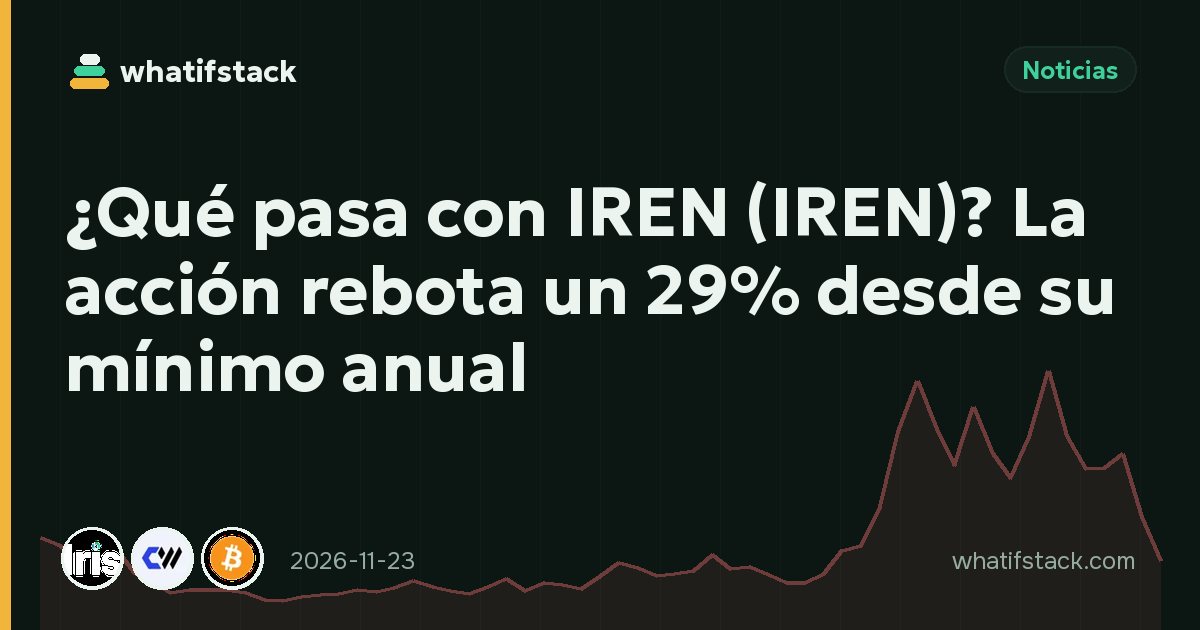 whatifstack
Noticias
¿Qué pasa con IREN (IREN)? La
acción rebota un 29% desde su
mínimo anual
Iris
CW
2026-11-23
whatifstack.com